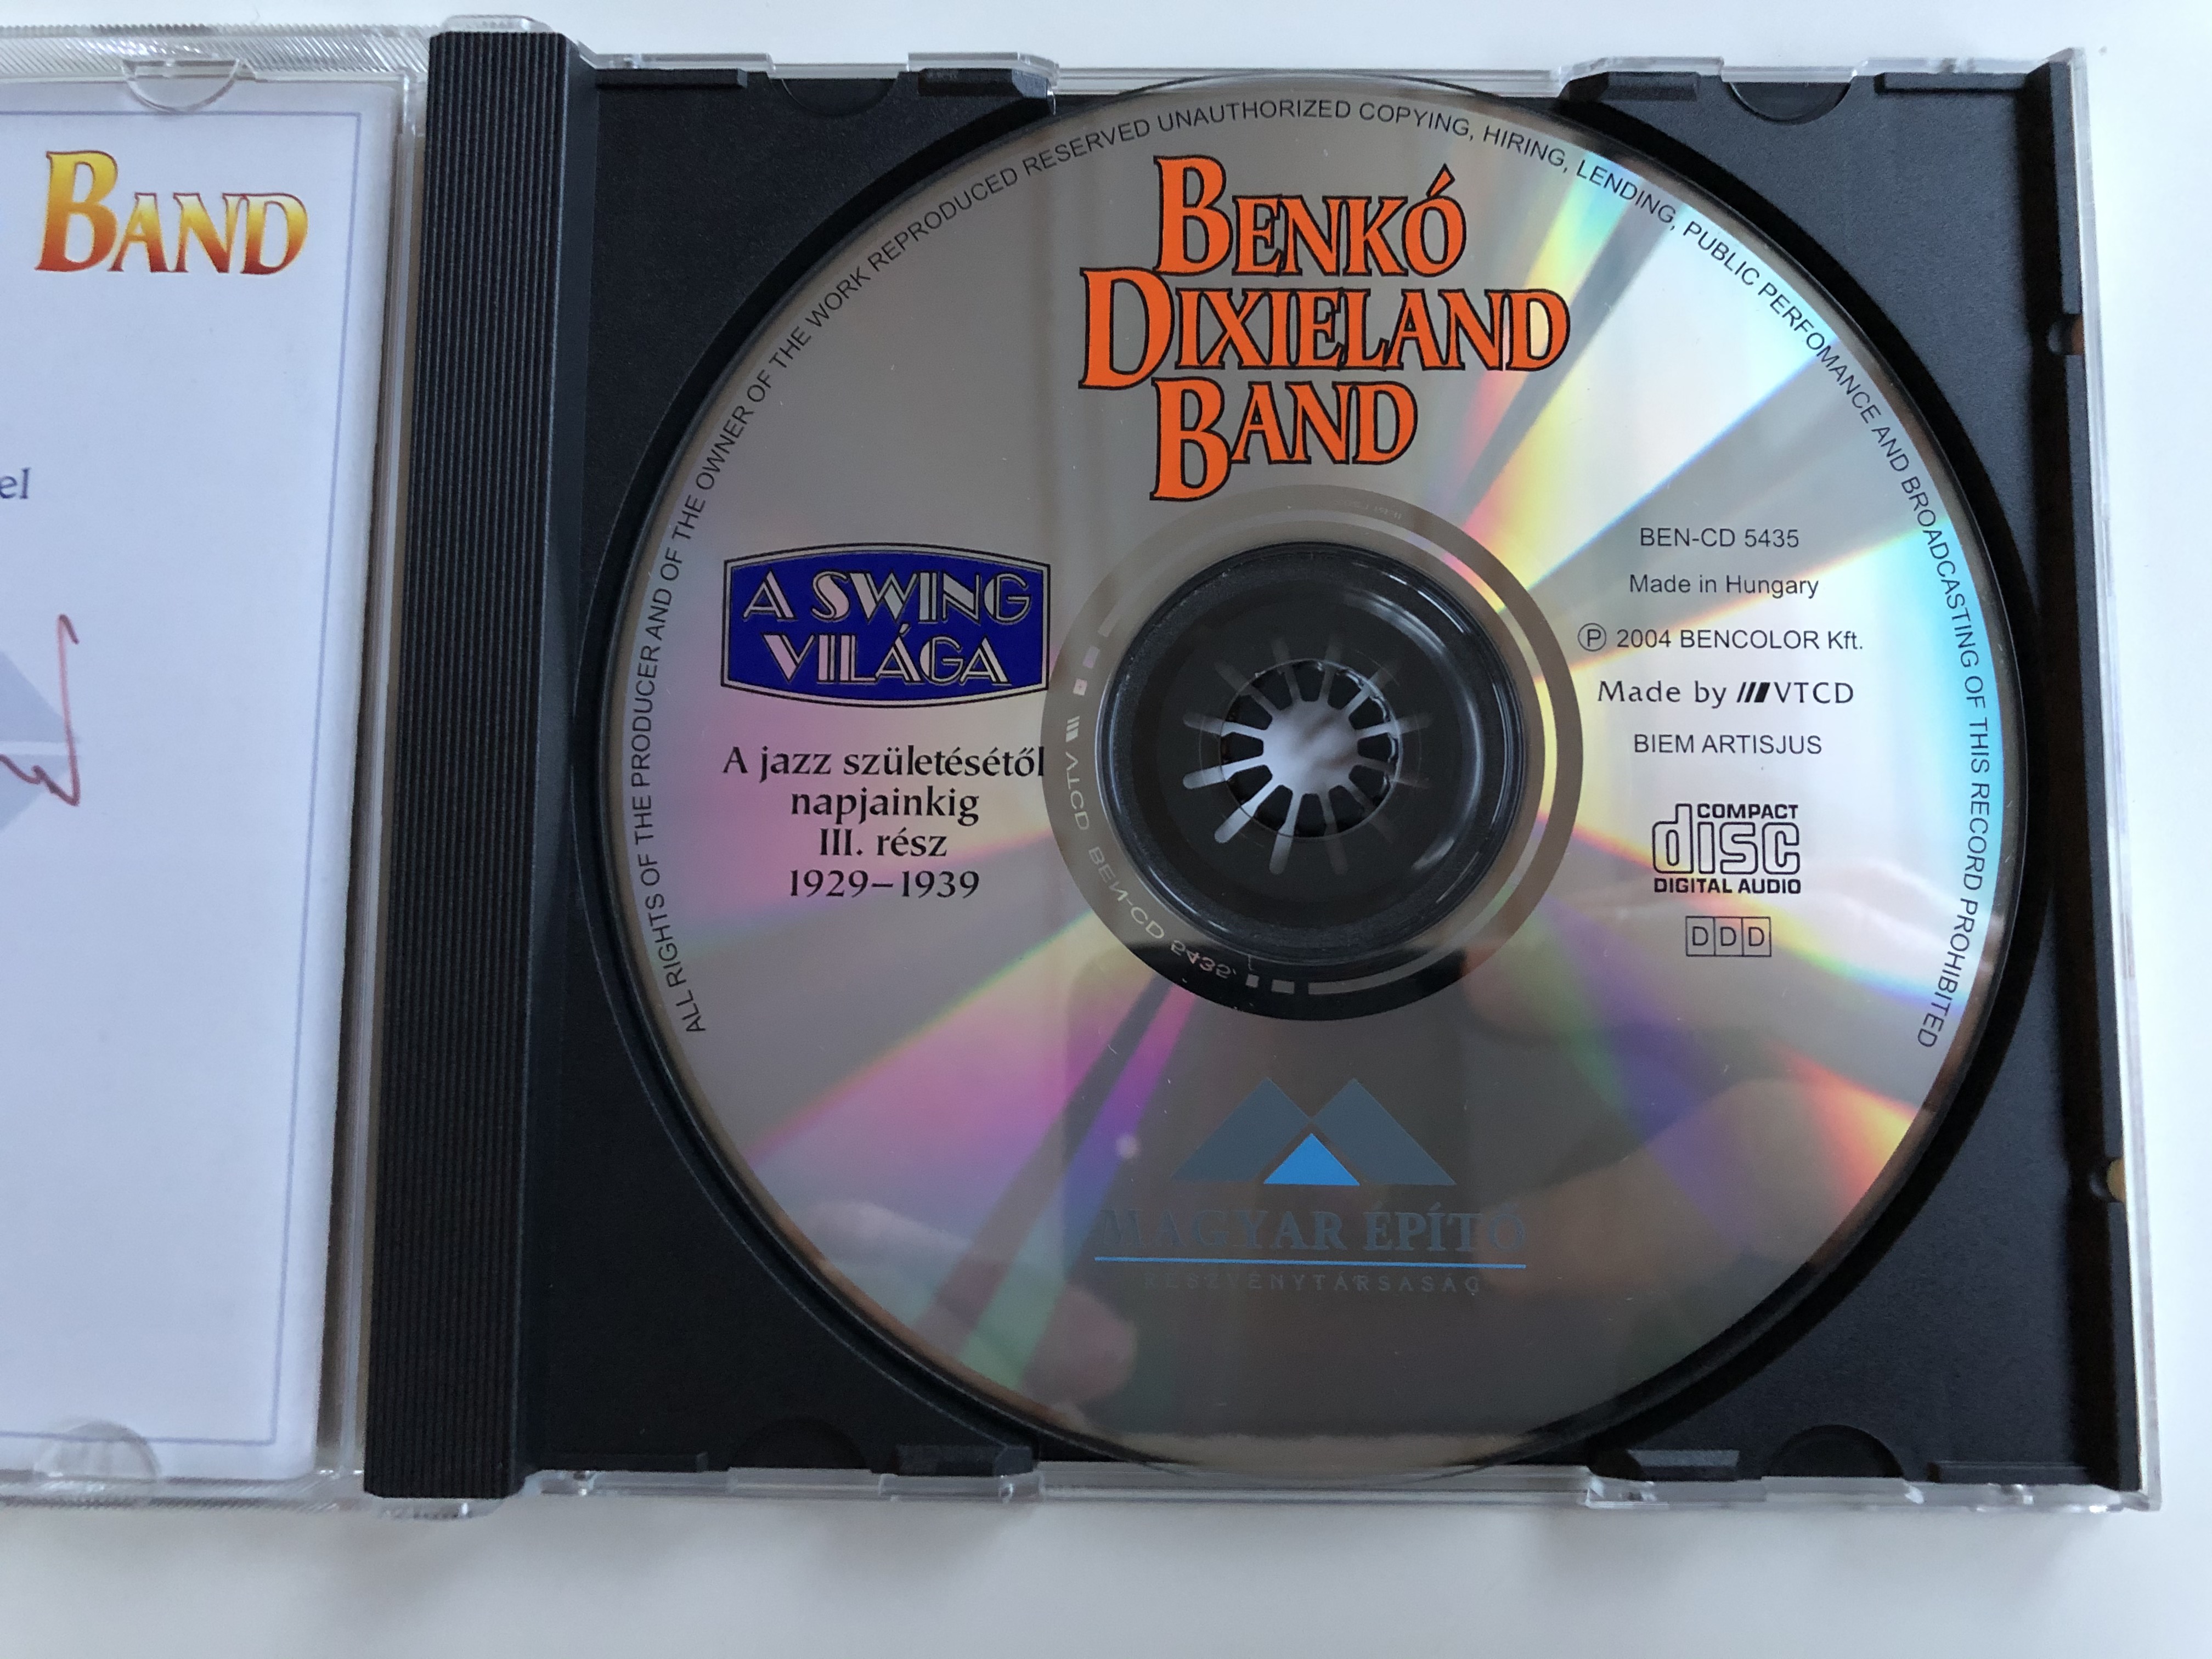 BAND
el
ALL RIGHTS OF THE PRODUCER AND OF THE OWNER OF THE WORK REPRODUCED RESERVED UNAUTHORIZED COPYING, HIRING, LENDING, PUBLIC PERFOMANCE AND BROADCASTING OF THIS RECORD PROHIBITED
BENKÓ
DIXIELAND
BAND
A SWING
VILÁGA
A jazz születésétől
napjainkig
III. rész
1929–1939
BEN-CD 5435
Made in Hungary
Ⓟ 2004 BENCOLOR Kft.
Made by VTCD
BIEM ARTISJUS
COMPACT
disc
DIGITAL AUDIO
DDD
VTCD BEN-CD 5435
MAGYAR ÉPÍTŐ
RÉSZVÉNYTÁRSASÁG